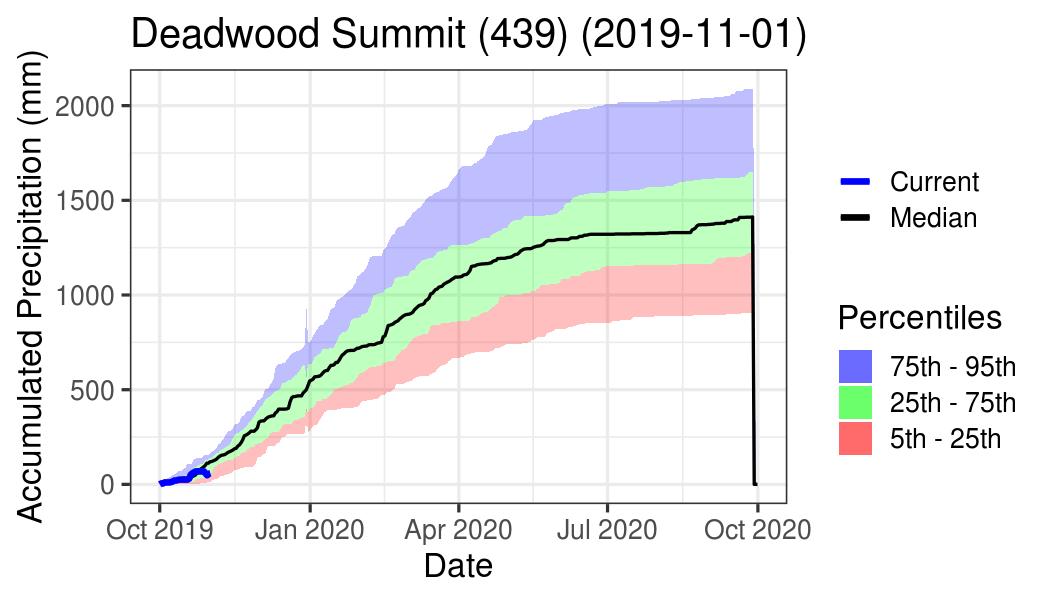 Deadwood Summit (439) (2019-11-01)
Accumulated Precipitation (mm)
2000
1500
1000
500
0
Oct 2019 Jan 2020 Apr 2020 Jul 2020 Oct 2020
Date
Current
Median
Percentiles
75th - 95th
25th - 75th
5th - 25th